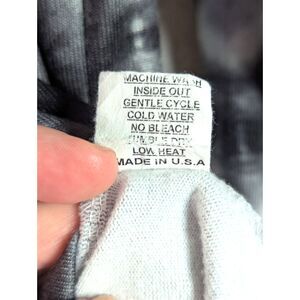 MACHINE WASH
INSIDE OUT
GENTLE CYCLE
COLD WATER
NO BLEACH
TUMBLE DRY
LOW HEAT
MADE IN U.S.A